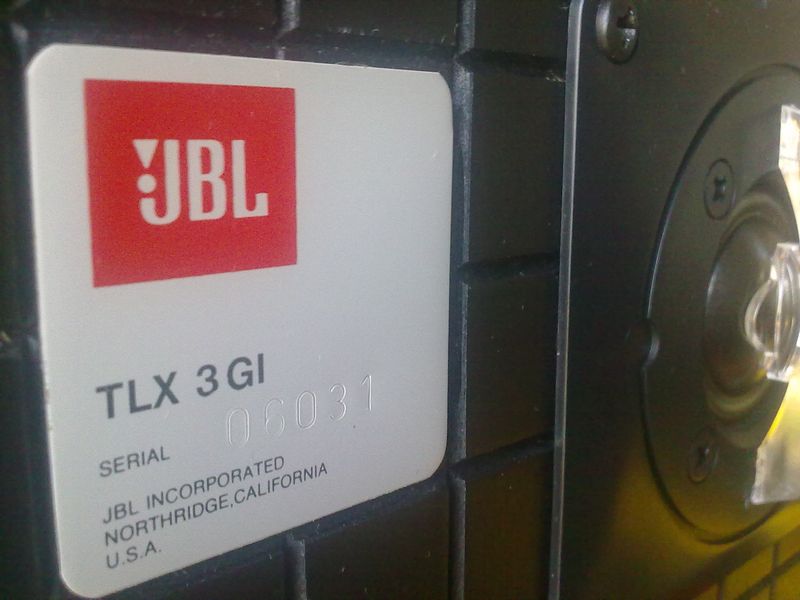 JBL
TLX 3 GI
06031
SERIAL
JBL INCORPORATED
NORTHRIDGE, CALIFORNIA
U.S.A.